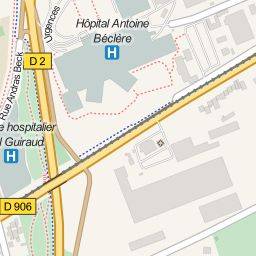 Urgences
Hôpital Antoine
Béclère
H
D 2
Rue Andras Beck
e hospitalier
l Guiraud
H
D 906